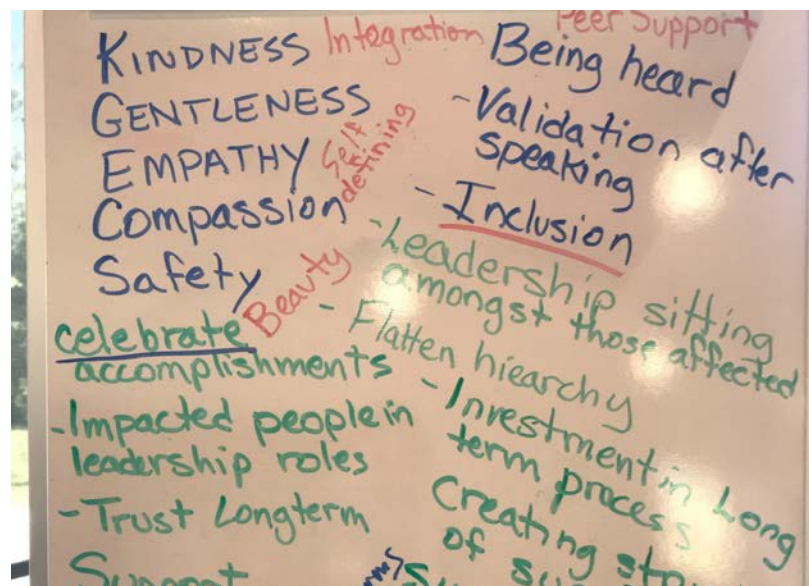 KINDNESS
GENTLENESS
EMPATHY
Compassion
Safety
Integration
Self
defining
Beauty
celebrate
accomplishments
-Impacted people in
leadership roles
-Trust Longterm
Support
Peer Support
Being heard
-Validation after
speaking
-Inclusion
-Leadership sitting
amongst those affected
-Flatten hiearchy
-Investment in Long
term process
Creating
of